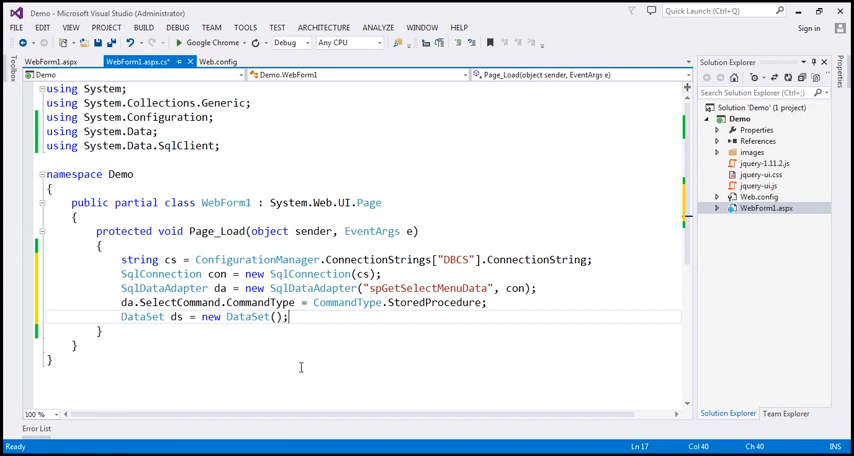 Demo - Microsoft Visual Studio (Administrator)
Quick Launch (Ctrl+Q)
FILE EDIT VIEW PROJECT BUILD DEBUG TEAM TOOLS TEST ARCHITECTURE ANALYZE WINDOW HELP
Sign in
Google Chrome Debug Any CPU
Toolbox
WebForm1.aspx WebForm1.aspx.cs* Web.config
Demo Demo.WebForm1 Page_Load(object sender, EventArgs e)
using System;
using System.Collections.Generic;
using System.Configuration;
using System.Data;
using System.Data.SqlClient;
namespace Demo
{
public partial class WebForm1 : System.Web.UI.Page
{
protected void Page_Load(object sender, EventArgs e)
{
string cs = ConfigurationManager.ConnectionStrings["DBCS"].ConnectionString;
SqlConnection con = new SqlConnection(cs);
SqlDataAdapter da = new SqlDataAdapter("spGetSelectMenuData", con);
da.SelectCommand.CommandType = CommandType.StoredProcedure;
DataSet ds = new DataSet();
}
}
}
100 %
Solution Explorer
Search Solution Explorer (Ctrl+;)
Solution 'Demo' (1 project)
Demo
Properties
References
images
jquery-1.11.2.js
jquery-ui.css
jquery-ui.js
Web.config
WebForm1.aspx
Solution Explorer Team Explorer
Properties
Error List
Ready Ln 17 Col 40 Ch 40 INS